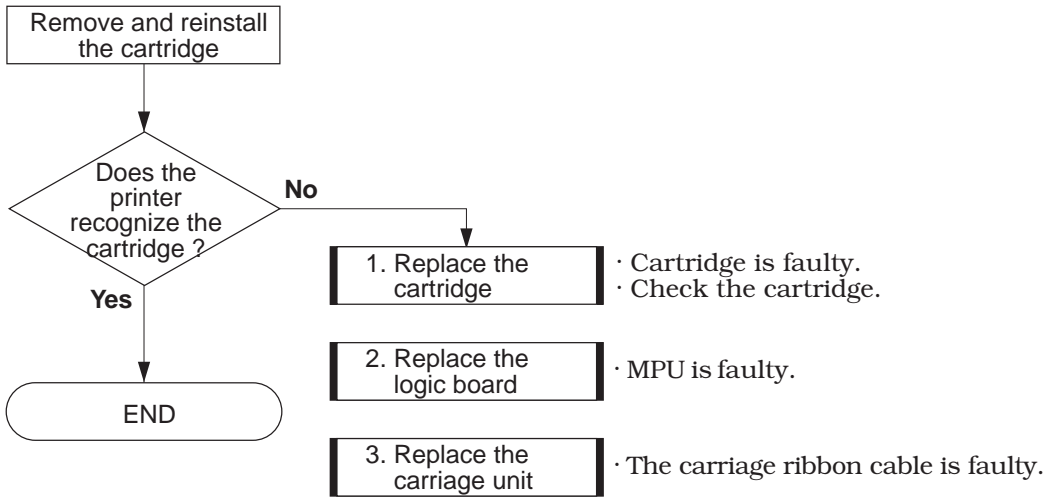 Remove and reinstall
the cartridge
Does the
printer
recognize the
cartridge ?
No
Yes
1. Replace the
cartridge
· Cartridge is faulty.
· Check the cartridge.
2. Replace the
logic board
· MPU is faulty.
END
3. Replace the
carriage unit
· The carriage ribbon cable is faulty.